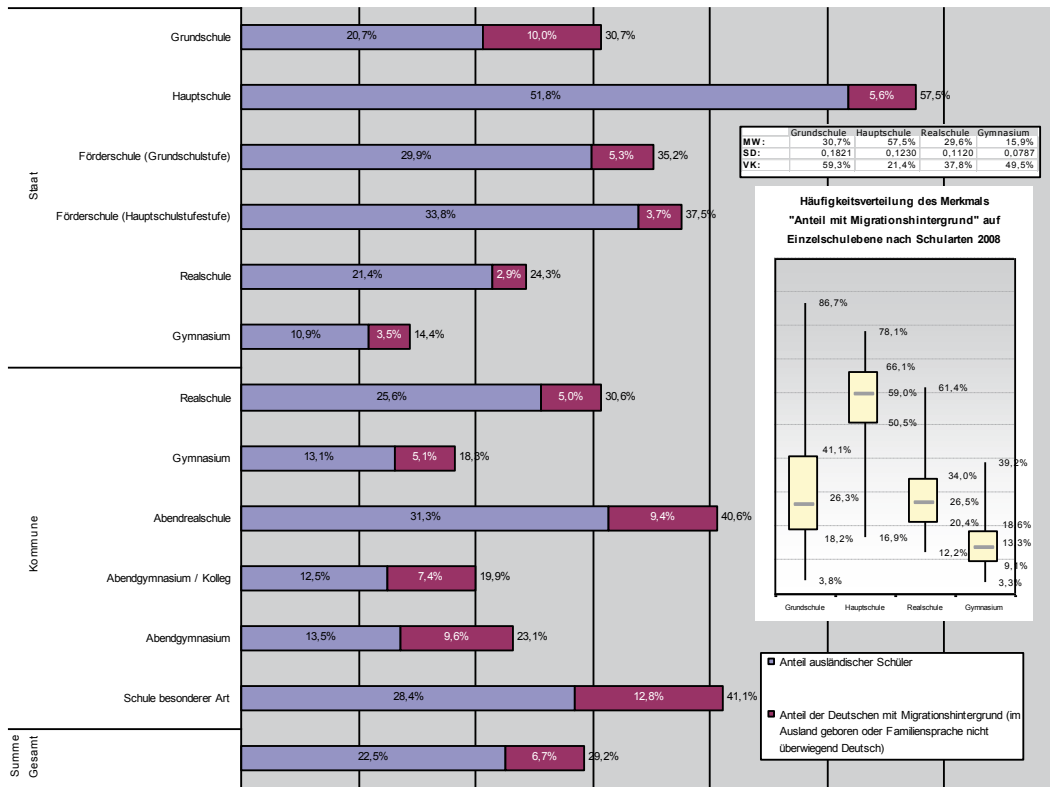 Staat
Grundschule 20,7% 10,0% 30,7%
Hauptschule 51,8% 5,6% 57,5%
Förderschule (Grundschulstufe) 29,9% 5,3% 35,2%
Förderschule (Hauptschulstufestufe) 33,8% 3,7% 37,5%
Realschule 21,4% 2,9% 24,3%
Gymnasium 10,9% 3,5% 14,4%
Kommune
Realschule 25,6% 5,0% 30,6%
Gymnasium 13,1% 5,1% 18,3%
Abendrealschule 31,3% 9,4% 40,6%
Abendgymnasium / Kolleg 12,5% 7,4% 19,9%
Abendgymnasium 13,5% 9,6% 23,1%
Schule besonderer Art 28,4% 12,8% 41,1%
Summe
Gesamt
22,5% 6,7% 29,2%
Grundschule Hauptschule Realschule Gymnasium
MW: 30,7% 57,5% 29,6% 15,9%
SD: 0,1821 0,1230 0,1120 0,0787
VK: 59,3% 21,4% 37,8% 49,5%
Häufigkeitsverteilung des Merkmals
"Anteil mit Migrationshintergrund" auf
Einzelschulebene nach Schularten 2008
86,7%
41,1%
26,3%
18,2%
3,8%
78,1%
66,1%
59,0%
50,5%
16,9%
61,4%
34,0%
26,5%
20,4%
12,2%
39,2%
18,6%
13,3%
9,1%
3,3%
Grundschule Hauptschule Realschule Gymnasium
Anteil ausländischer Schüler
Anteil der Deutschen mit Migrationshintergrund (im
Ausland geboren oder Familiensprache nicht
überwiegend Deutsch)